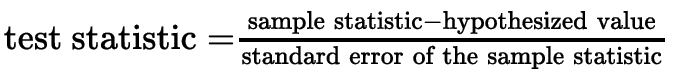 test statistic = sample statistic−hypothesized value
standard error of the sample statistic